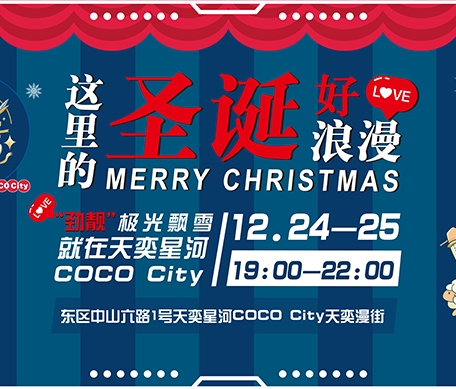 这里的圣诞好浪漫
LOVE
MERRY CHRISTMAS
LOVE
"劲靓"极光飘雪
就在天奕星河
COCO City
12.24—25
19:00—22:00
东区中山六路1号天奕星河COCO City天奕漫街
CO City